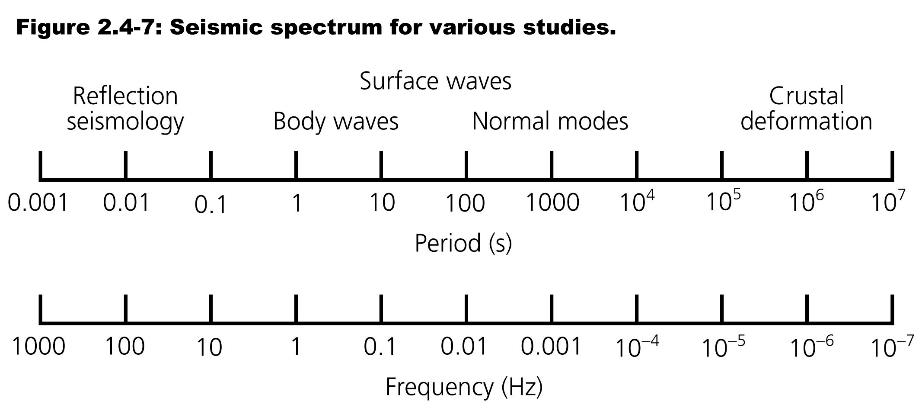 Figure 2.4-7: Seismic spectrum for various studies.
Surface waves
Reflection seismology
Body waves
Normal modes
Crustal deformation
0.001 0.01 0.1 1 10 100 1000 10⁴ 10⁵ 10⁶ 10⁷
Period (s)
1000 100 10 1 0.1 0.01 0.001 10⁻⁴ 10⁻⁵ 10⁻⁶ 10⁻⁷
Frequency (Hz)